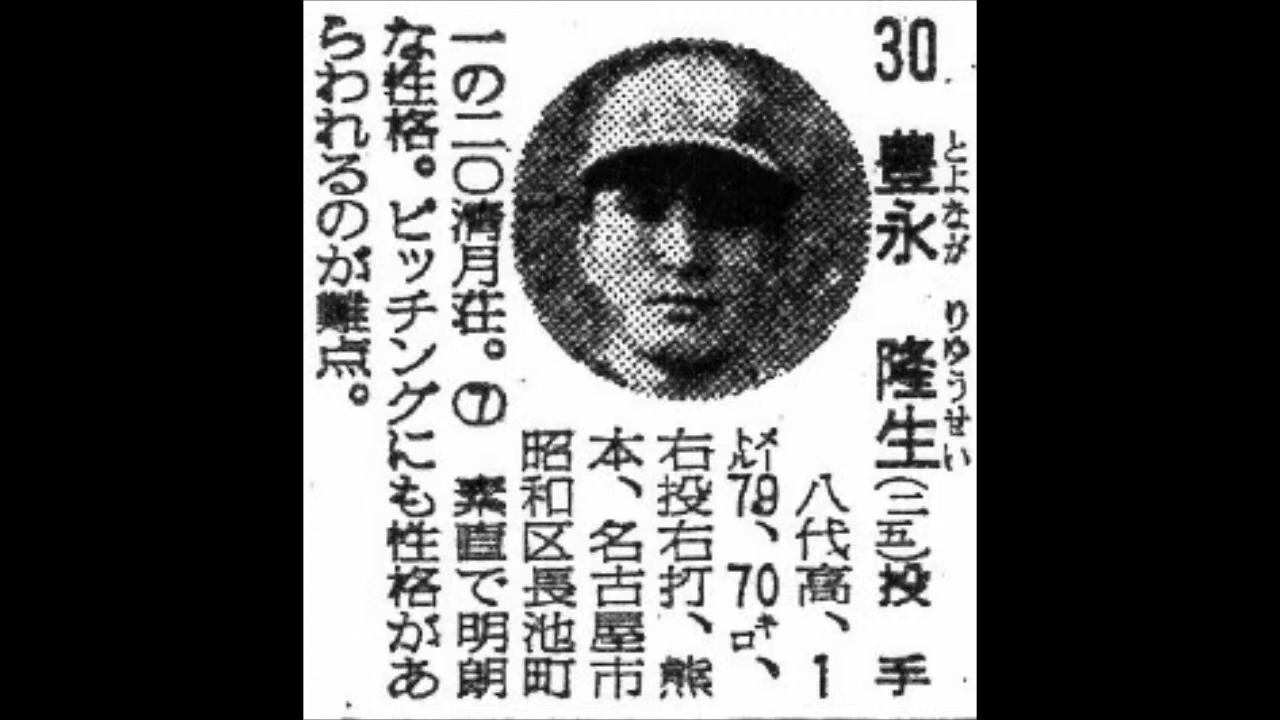 30 豊永 隆生(二五)投手
とよなが りゆうせい
八代高、1
メートル79、70キロ、
右投右打、熊
本、名古屋市
昭和区長池町
一の二〇清月荘。⑦ 素直で明朗
な性格。ピッチングにも性格があ
らわれるのが難点。